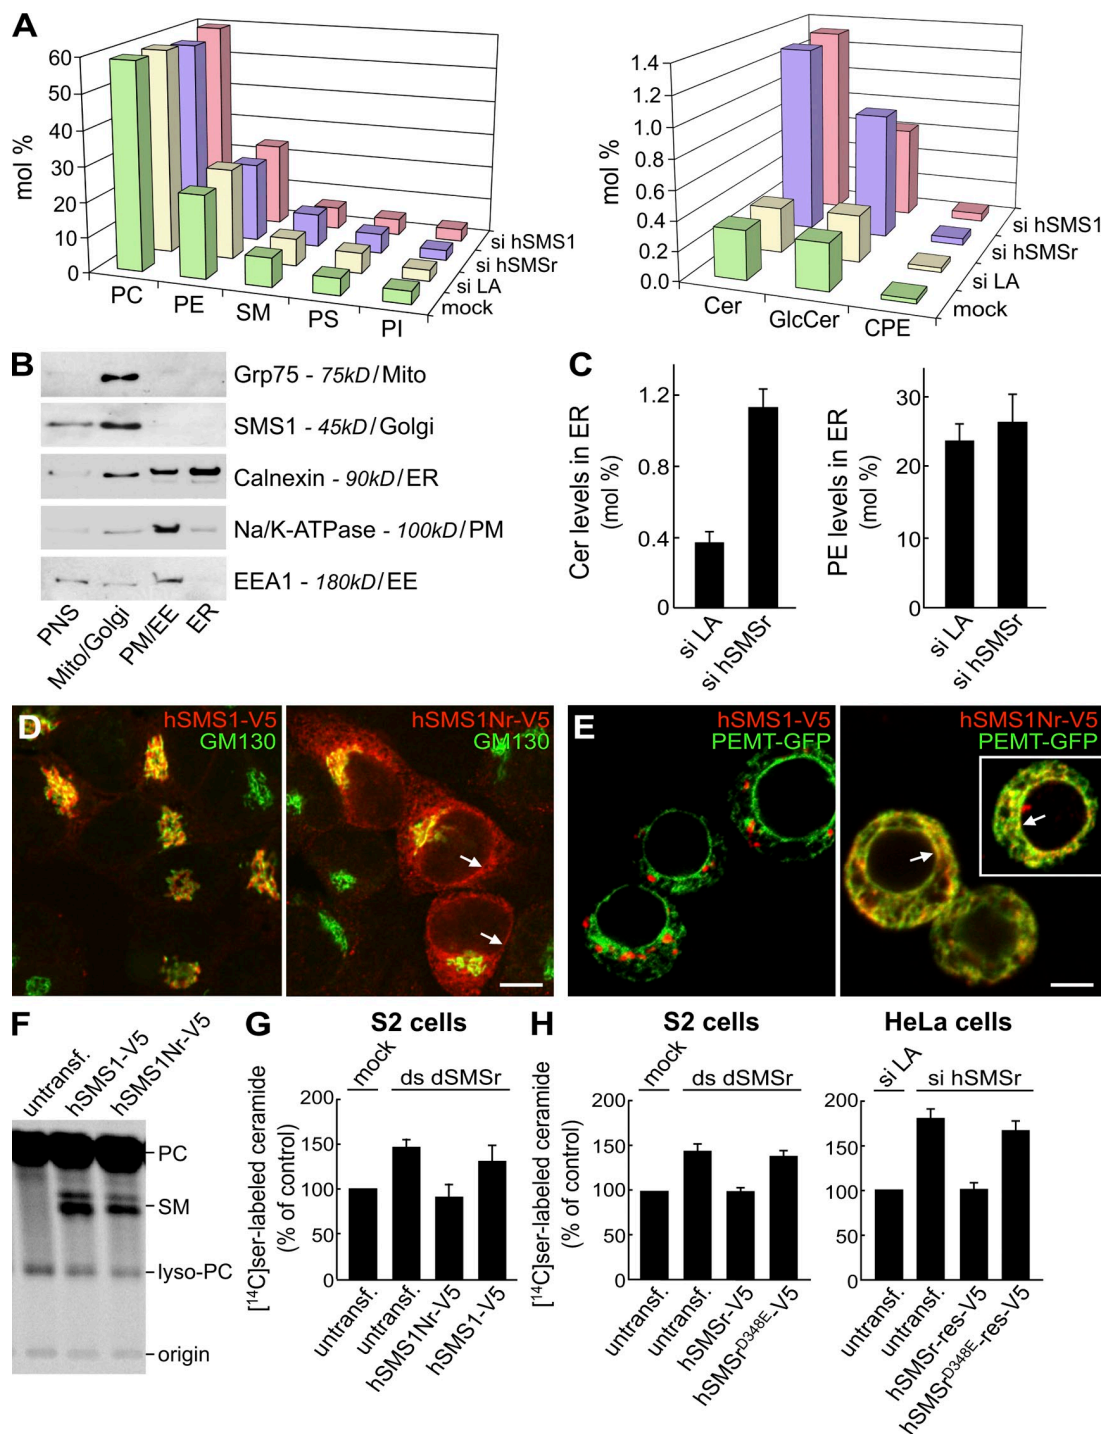 A
mol %
60
50
40
30
20
10
0
PC
PE
SM
PS
PI
mock
si LA
si hSMSr
si hSMS1
mol %
1.4
1.2
1.0
0.8
0.6
0.4
0.2
0.0
Cer
GlcCer
CPE
mock
si LA
si hSMSr
si hSMS1
B
Grp75 - 75kD/Mito
SMS1 - 45kD/Golgi
Calnexin - 90kD/ER
Na/K-ATPase - 100kD/PM
EEA1 - 180kD/EE
PNS
Mito/Golgi
PM/EE
ER
C
Cer levels in ER
(mol %)
1.2
0.8
0.4
0
si LA
si hSMSr
PE levels in ER
(mol %)
30
20
10
0
si LA
si hSMSr
D
hSMS1-V5
GM130
hSMS1Nr-V5
GM130
E
hSMS1-V5
PEMT-GFP
hSMS1Nr-V5
PEMT-GFP
F
untransf.
hSMS1-V5
hSMS1Nr-V5
PC
SM
lyso-PC
origin
G
S2 cells
mock
ds dSMSr
[¹⁴C]ser-labeled ceramide
(% of control)
200
150
100
50
0
untransf.
untransf.
hSMS1Nr-V5
hSMS1-V5
H
S2 cells
mock
ds dSMSr
[¹⁴C]ser-labeled ceramide
(% of control)
200
150
100
50
0
untransf.
untransf.
hSMSr-V5
hSMSrᴰ³⁴⁸ᴱ-V5
HeLa cells
si LA
si hSMSr
200
150
100
50
0
untransf.
untransf.
hSMSr-res-V5
hSMSrᴰ³⁴⁸ᴱ-res-V5